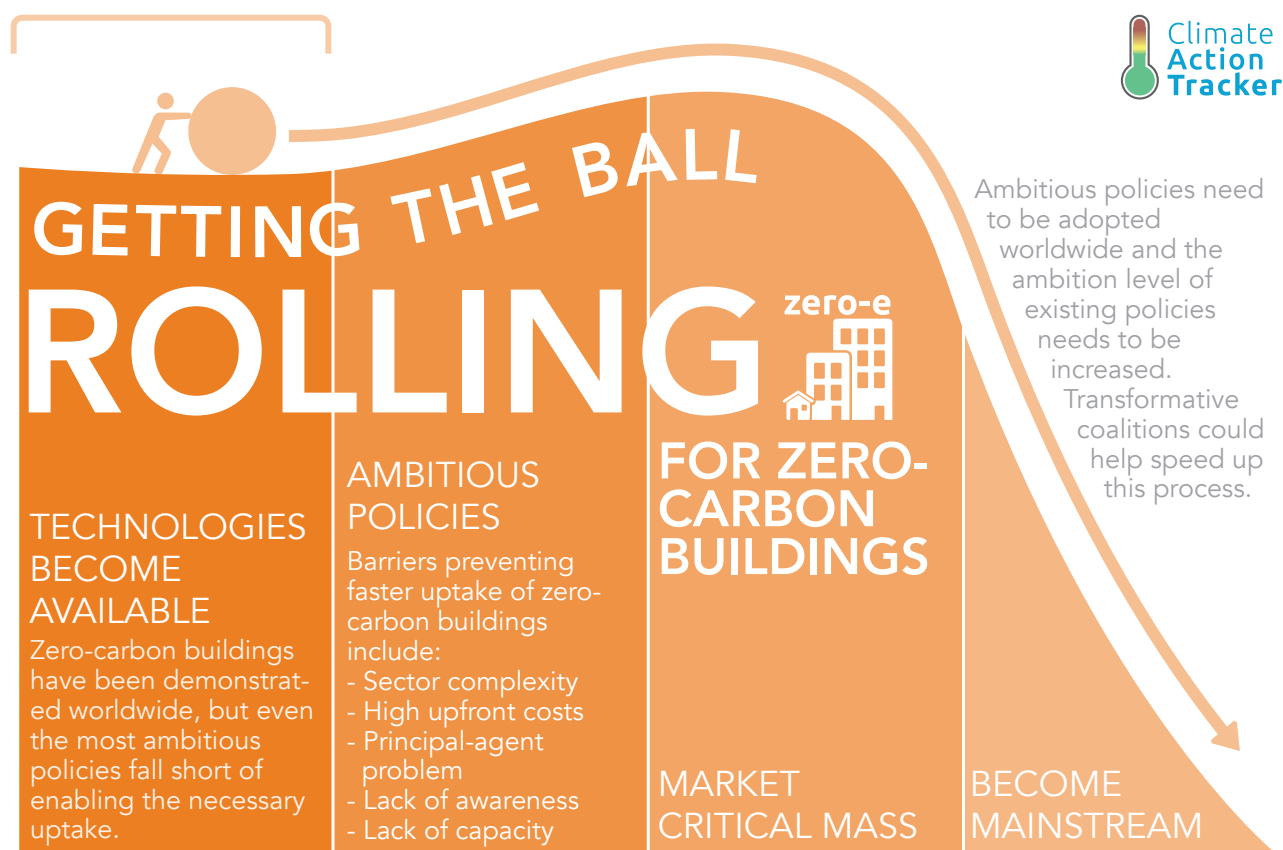 Climate
Action
Tracker
GETTING THE BALL
ROLLING
zero-e
FOR ZERO-
CARBON
BUILDINGS
Ambitious policies need
to be adopted
worldwide and the
ambition level of
existing policies
needs to be
increased.
Transformative
coalitions could
help speed up
this process.
TECHNOLOGIES
BECOME
AVAILABLE
Zero-carbon buildings
have been demonstrat-
ed worldwide, but even
the most ambitious
policies fall short of
enabling the necessary
uptake.
AMBITIOUS
POLICIES
Barriers preventing
faster uptake of zero-
carbon buildings
include:
- Sector complexity
- High upfront costs
- Principal-agent
problem
- Lack of awareness
- Lack of capacity
MARKET
CRITICAL MASS
BECOME
MAINSTREAM